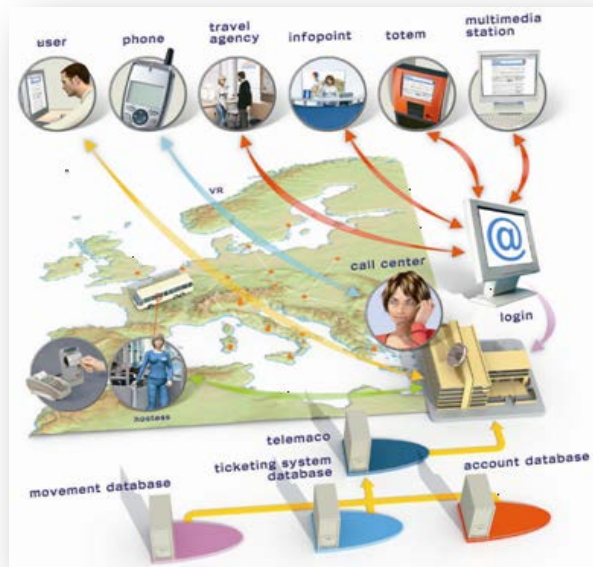 user
phone
travel
agency
infopoint
totem
multimedia
station
VR
@
call center
login
hostess
telemaco
ticketing system
database
account database
movement database